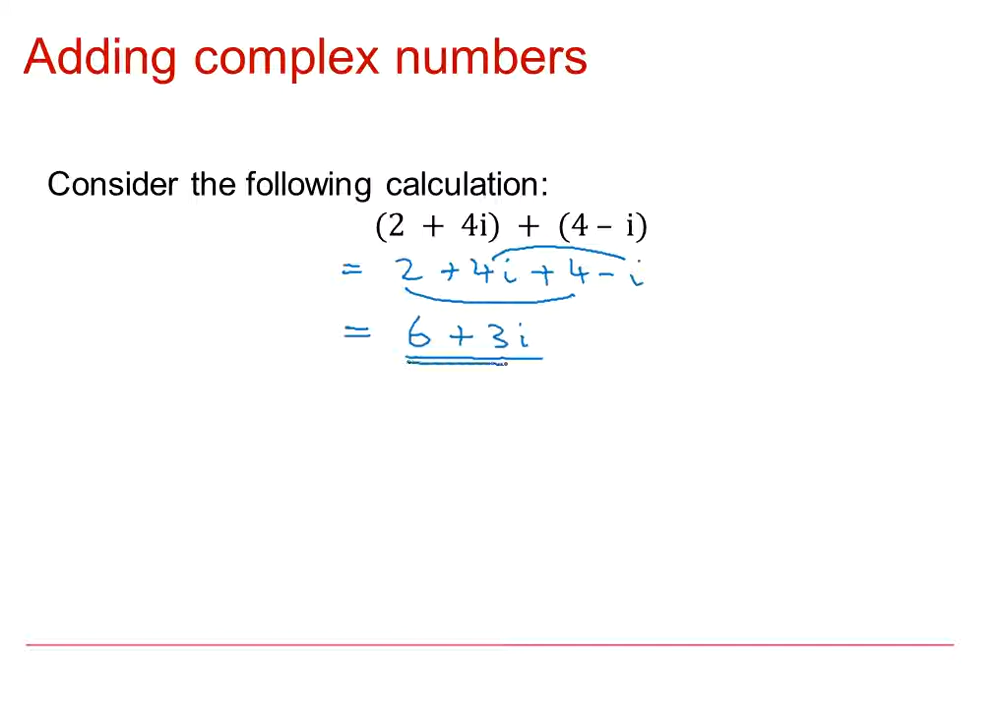 Adding complex numbers
Consider the following calculation:
(2 + 4i) + (4 – i)
= 2 + 4i + 4 - i
= 6 + 3i